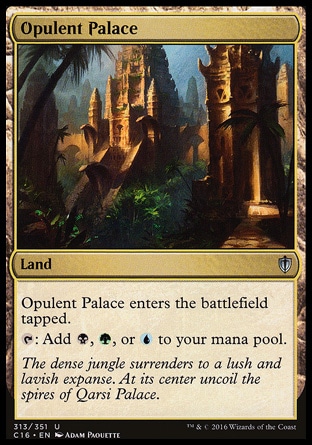 Opulent Palace
Land
Opulent Palace enters the battlefield
tapped.
: Add , , or to your mana pool.
The dense jungle surrenders to a lush and
lavish expanse. At its center uncoil the
spires of Qarsi Palace.
313/351 U
C16 • EN Adam Paquette
™ & © 2016 Wizards of the Coast